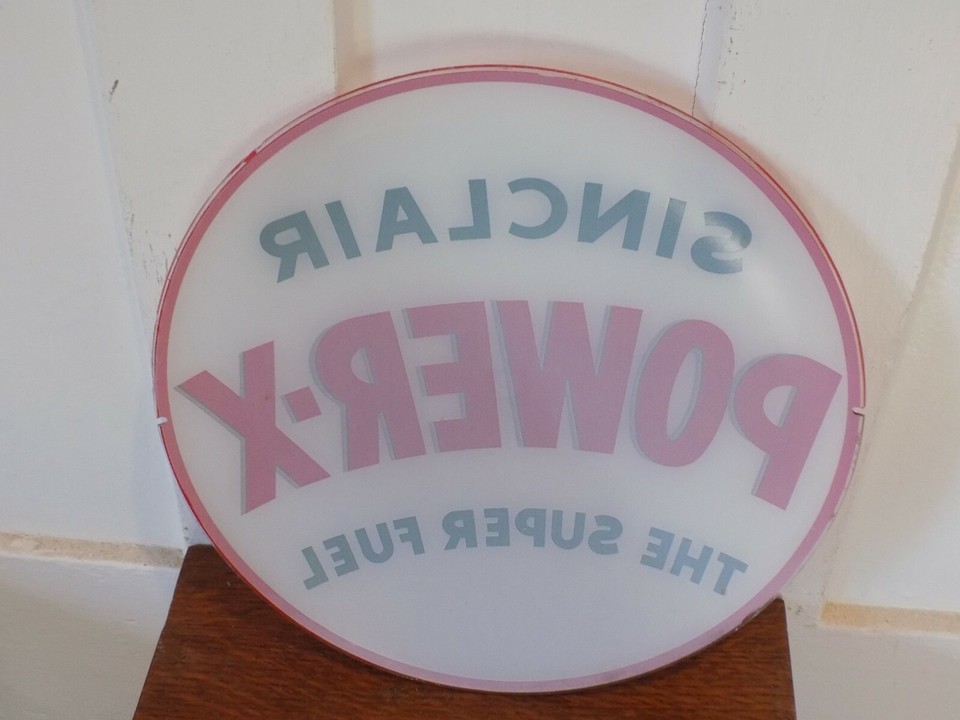 SINCLAIR
POWER-X
THE SUPER FUEL